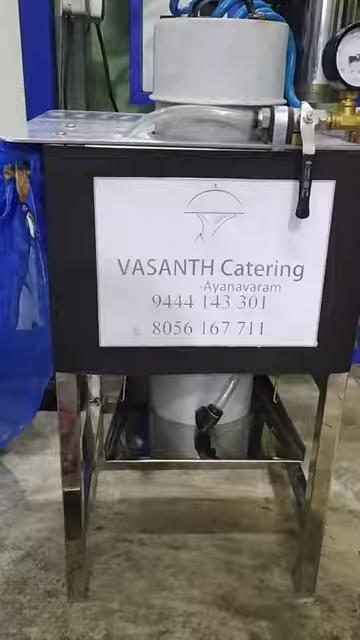 VASANTH Catering
-Ayanavaram
9444 143 301
8056 167 711